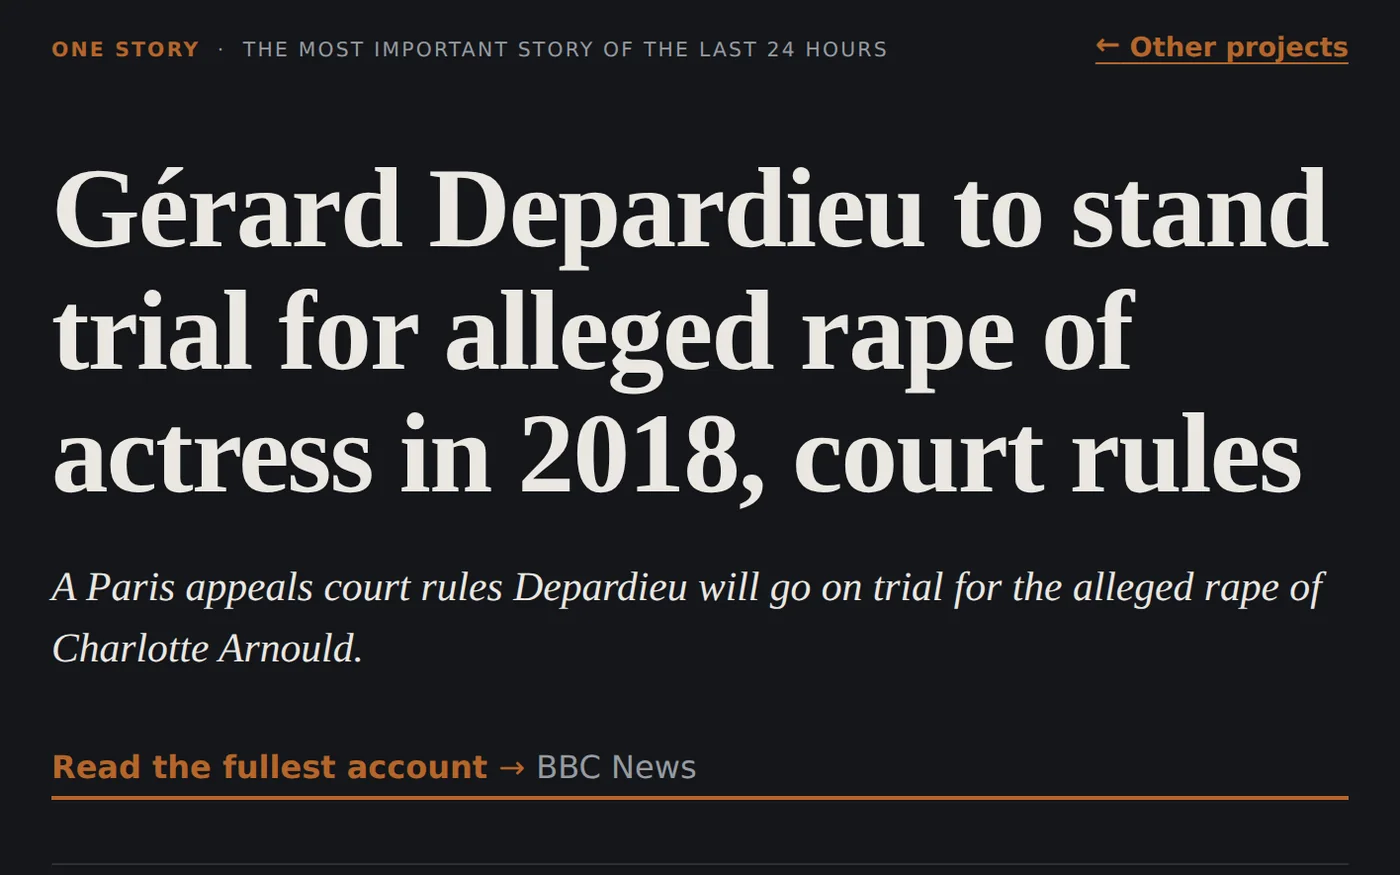 ONE STORY · THE MOST IMPORTANT STORY OF THE LAST 24 HOURS
← Other projects
Gérard Depardieu to stand
trial for alleged rape of
actress in 2018, court rules
A Paris appeals court rules Depardieu will go on trial for the alleged rape of
Charlotte Arnould.
Read the fullest account → BBC News